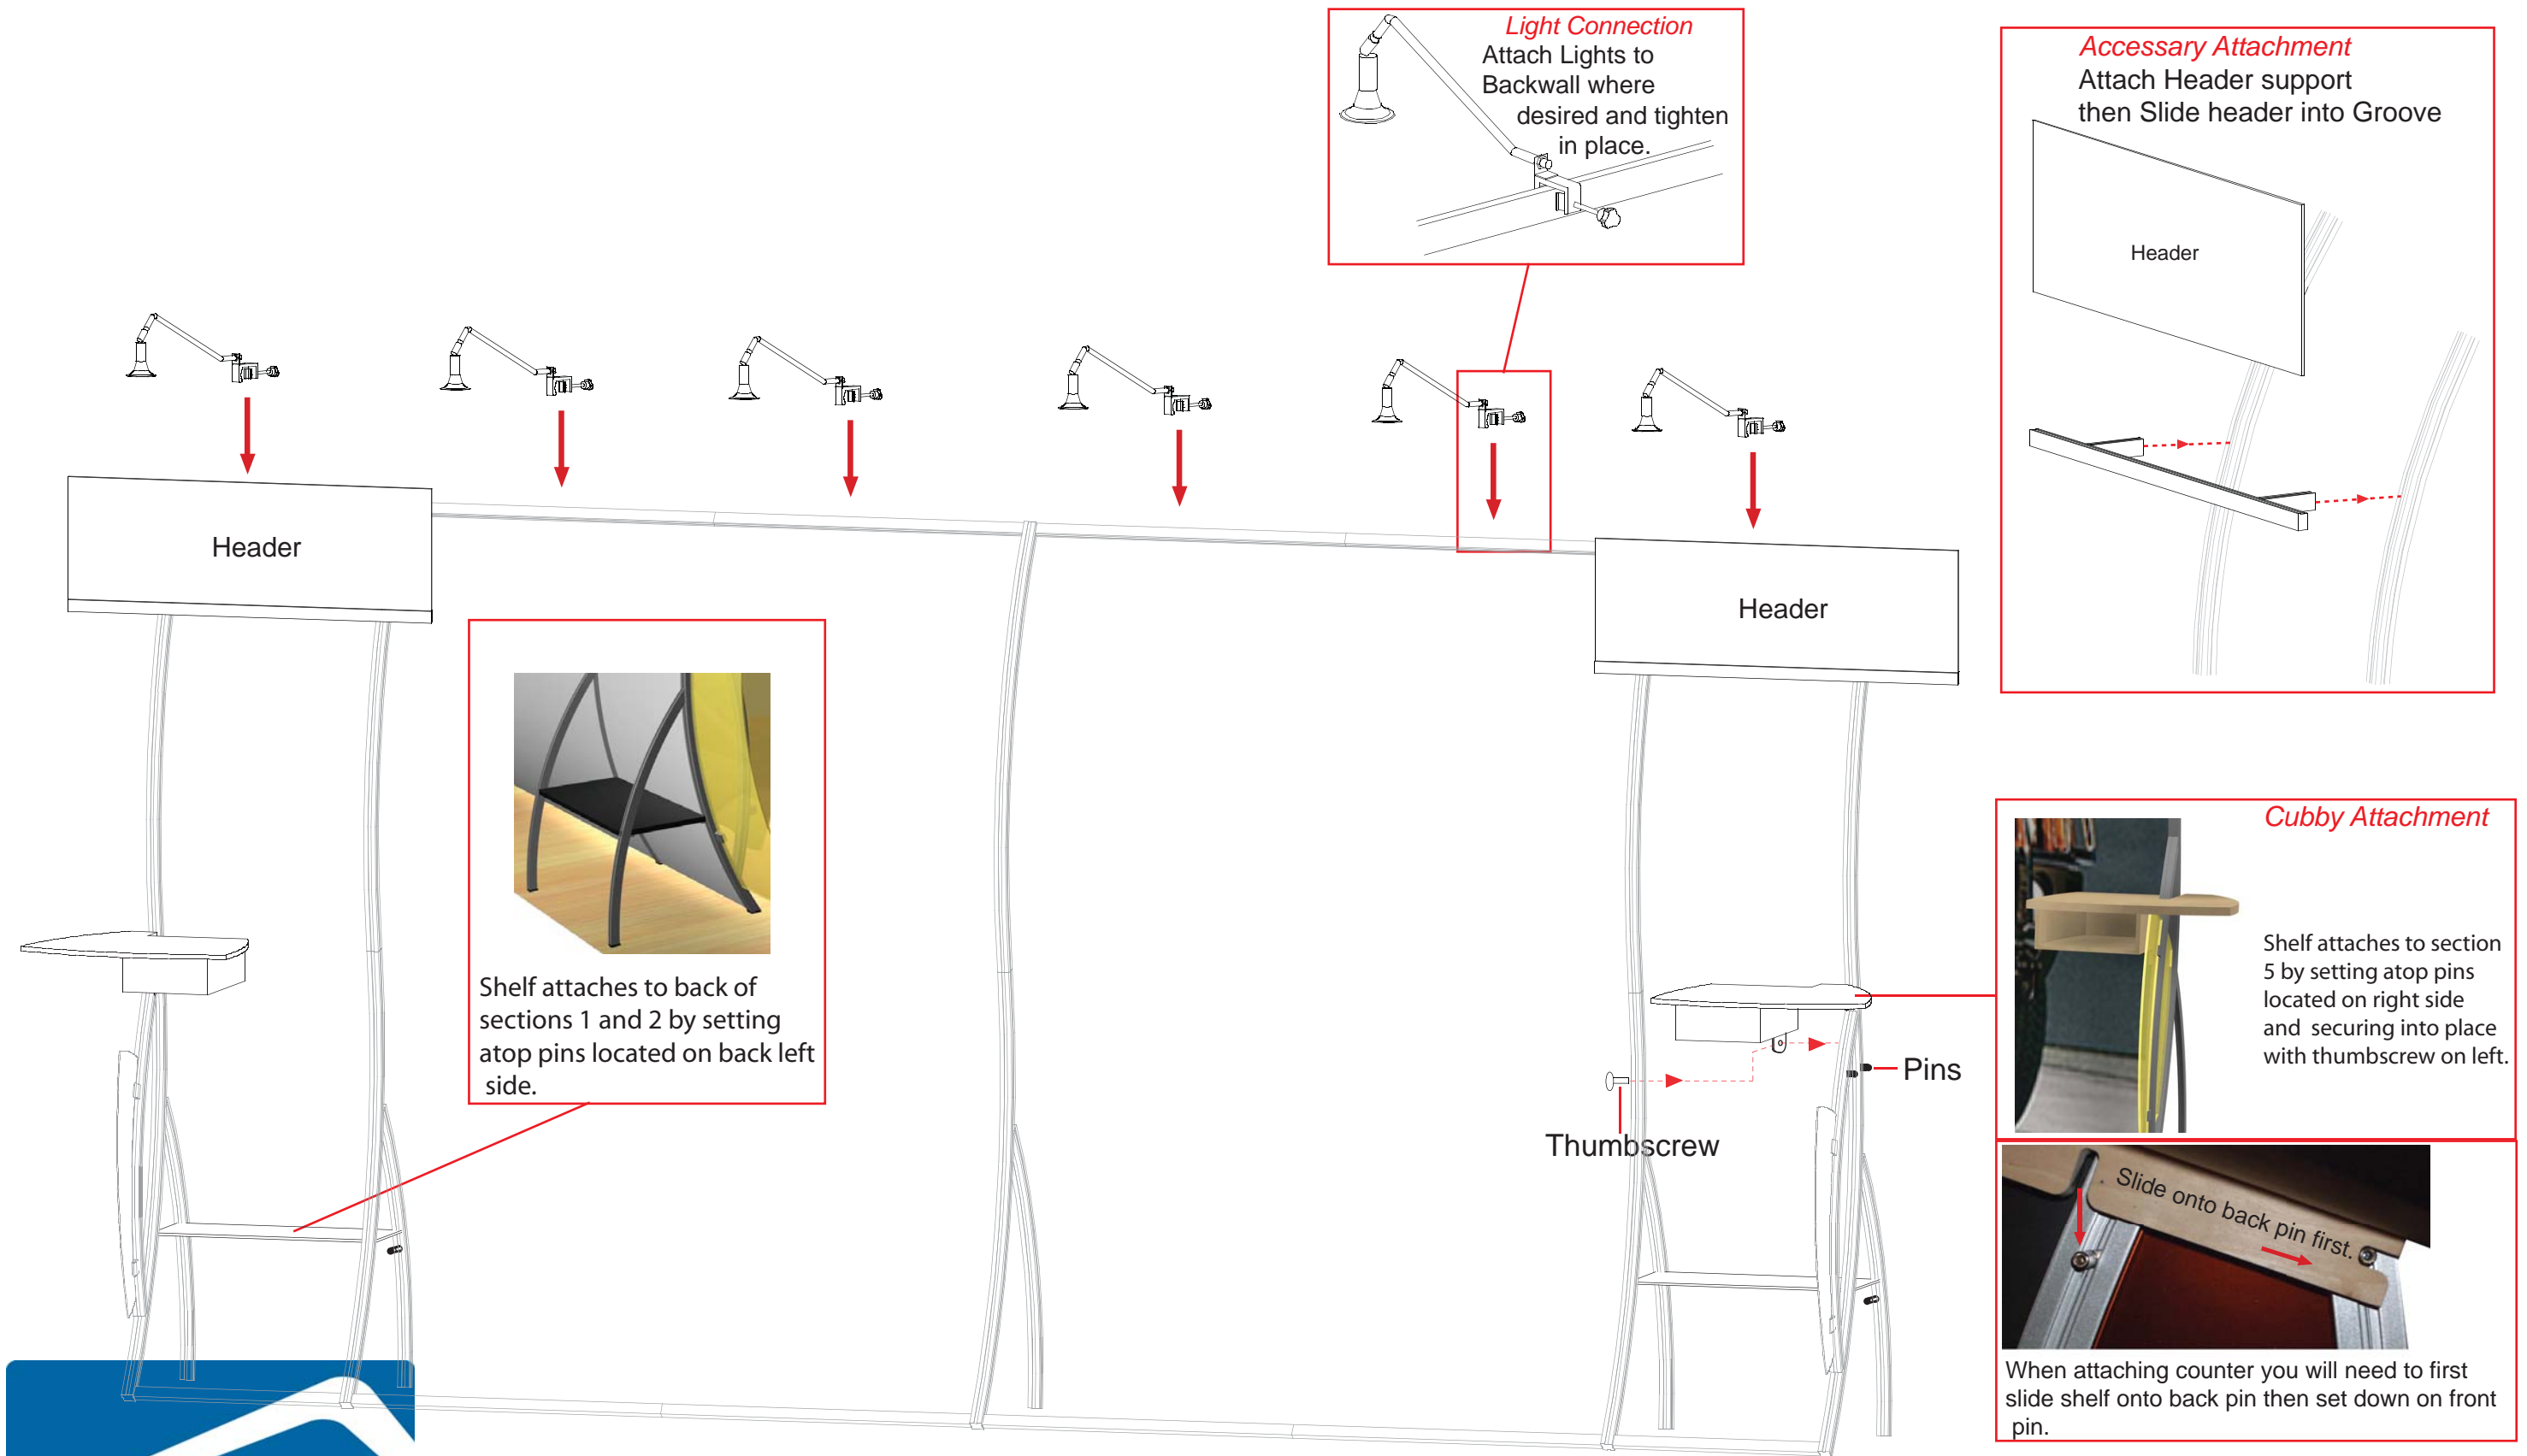 Light Connection
Attach Lights to
Backwall where
desired and tighten
in place.
Accessary Attachment
Attach Header support
then Slide header into Groove
Header
Header
Header
Shelf attaches to back of
sections 1 and 2 by setting
atop pins located on back left
side.
Cubby Attachment
Shelf attaches to section
5 by setting atop pins
located on right side
and securing into place
with thumbscrew on left.
Pins
Thumbscrew
Slide onto back pin first.
When attaching counter you will need to first
slide shelf onto back pin then set down on front
pin.